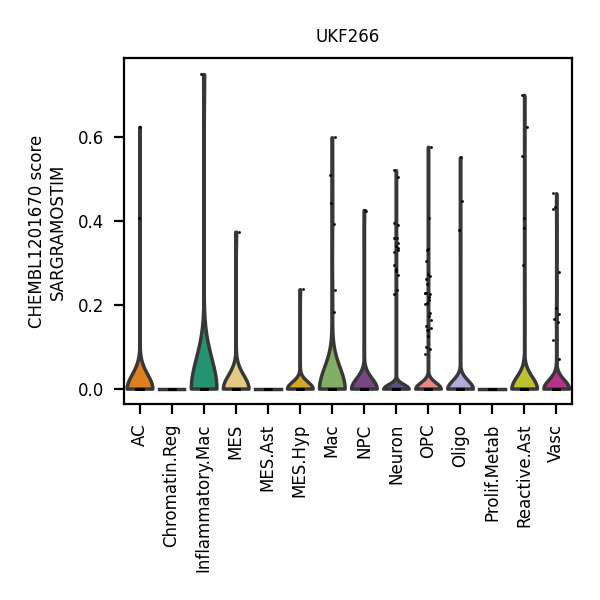 UKF266
CHEMBL1201670 score
SARGRAMOSTIM
0.6
0.4
0.2
0.0
AC
Chromatin.Reg
Inflammatory.Mac
MES
MES.Ast
MES.Hyp
Mac
NPC
Neuron
OPC
Oligo
Prolif.Metab
Reactive.Ast
Vasc